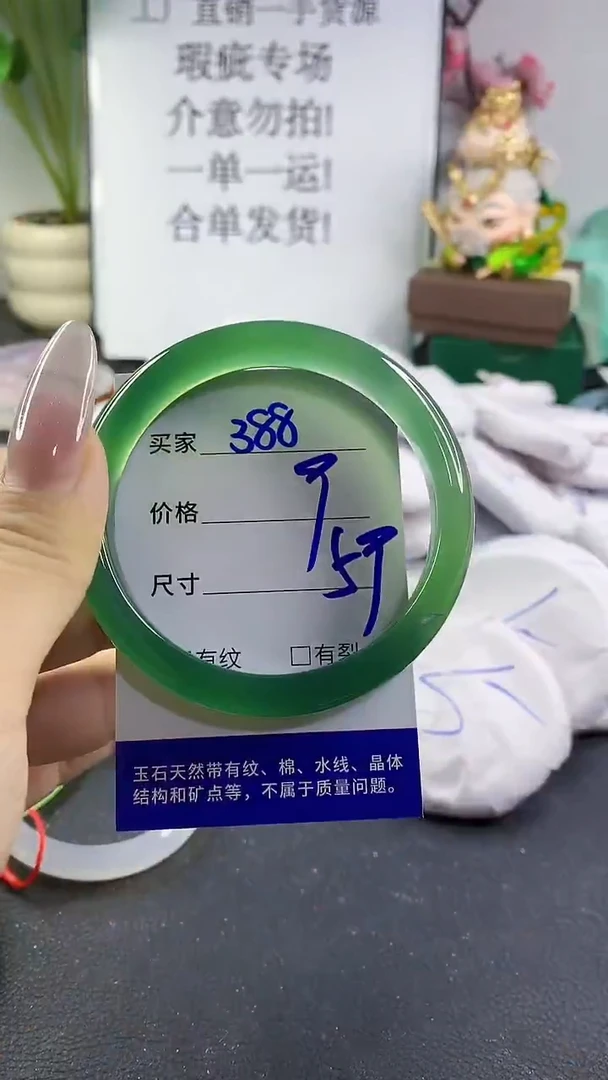 工厂直销一手货源
瑕疵专场
介意勿拍!
一单一运!
合单发货!
买家 388
价格
尺寸
有纹 □有裂
玉石天然带有纹、棉、水线、晶体
结构和矿点等，不属于质量问题。